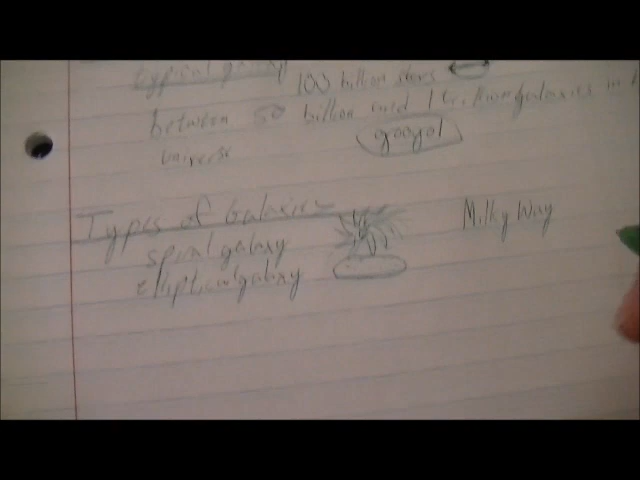 typical galaxy 100 billion stars
between 50 billion and 1 trillion galaxies in
universe googol
Types of Galaxies
spiral galaxy Milky Way
elliptical galaxy